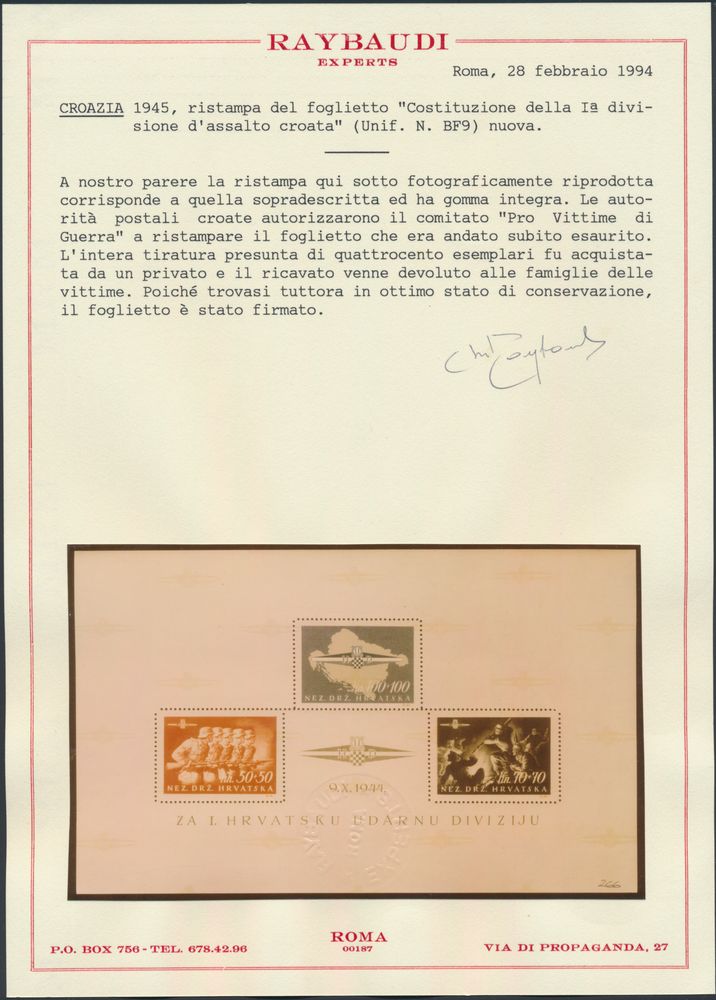 RAYBAUDI
EXPERTS
Roma, 28 febbraio 1994
CROAZIA 1945, ristampa del foglietto "Costituzione della Iª divi-
sione d'assalto croata" (Unif. N. BF9) nuova.
A nostro parere la ristampa qui sotto fotograficamente riprodotta
corrisponde a quella sopradescritta ed ha gomma integra. Le auto-
rità postali croate autorizzarono il comitato "Pro Vittime di
Guerra" a ristampare il foglietto che era andato subito esaurito.
L'intera tiratura presunta di quattrocento esemplari fu acquista-
ta da un privato e il ricavato venne devoluto alle famiglie delle
vittime. Poiché trovasi tuttora in ottimo stato di conservazione,
il foglietto è stato firmato.
kn. 100+100
NEZ. DRŽ. HRVATSKA
kn. 50+50
NEZ. DRŽ. HRVATSKA
kn. 70+70
NEZ. DRŽ. HRVATSKA
9.X.1944.
ZA I. HRVATSKU UDARNU DIVIZIJU
266
P.O. BOX 756 - TEL. 678.42.96
ROMA
00187
VIA DI PROPAGANDA, 27